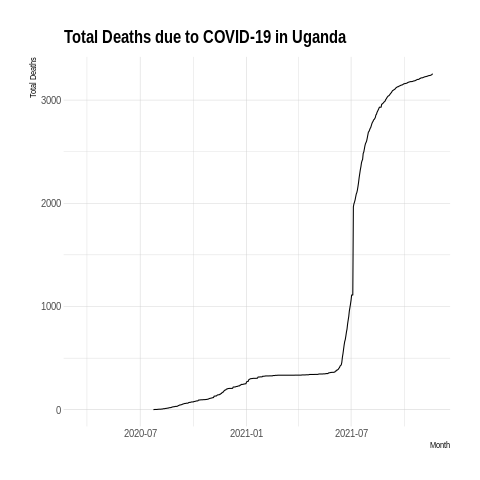 Total Deaths due to COVID-19 in Uganda
Total Deaths
3000
2000
1000
0
2020-07
2021-01
2021-07
Month